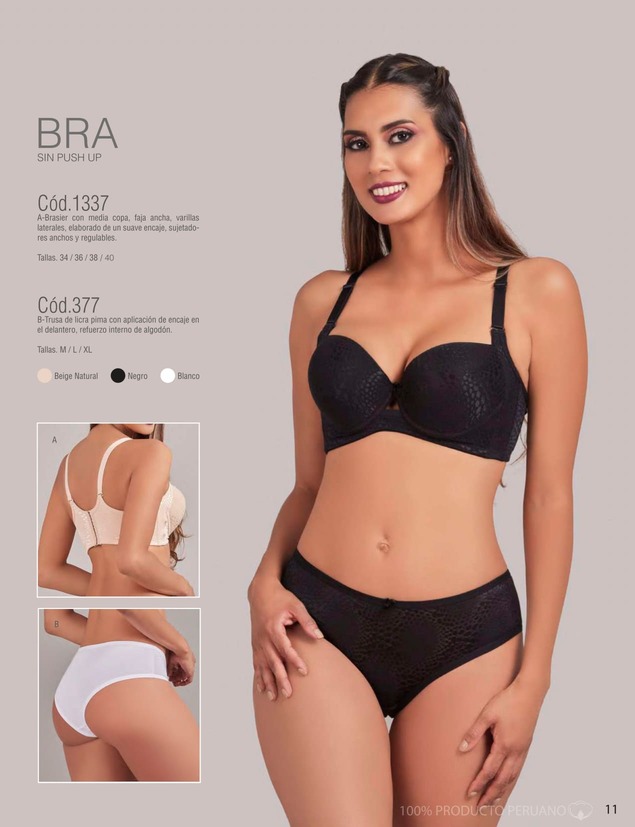 BRA
SIN PUSH UP
Cód.1337
A-Brasier con media copa, faja ancha, varillas
laterales, elaborado de un suave encaje, sujetado-
res anchos y regulables.
Tallas. 34 / 36 / 38 / 40
Cód.377
B-Trusa de licra pima con aplicación de encaje en
el delantero, refuerzo interno de algodón.
Tallas. M / L / XL
Beige Natural Negro Blanco
A
B
100% PRODUCTO PERUANO
11